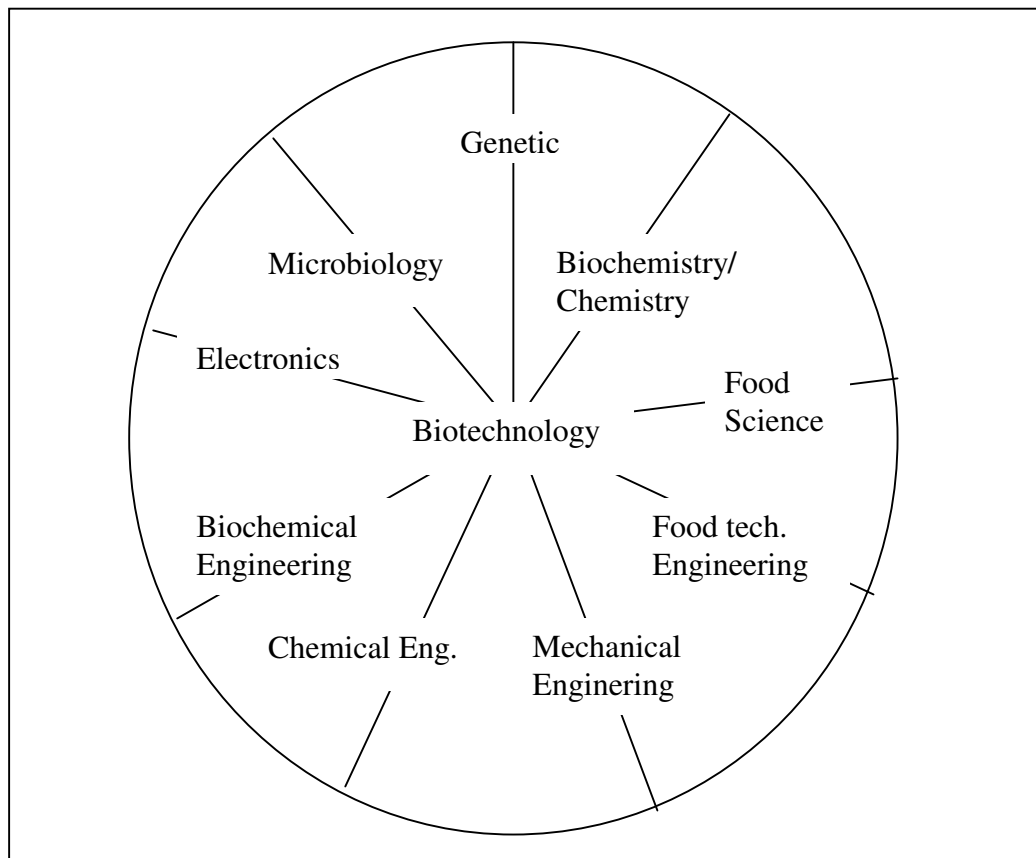 Genetic
Microbiology
Biochemistry/
Chemistry
Electronics
Food
Science
Biotechnology
Biochemical
Engineering
Food tech.
Engineering
Chemical Eng.
Mechanical
Enginering